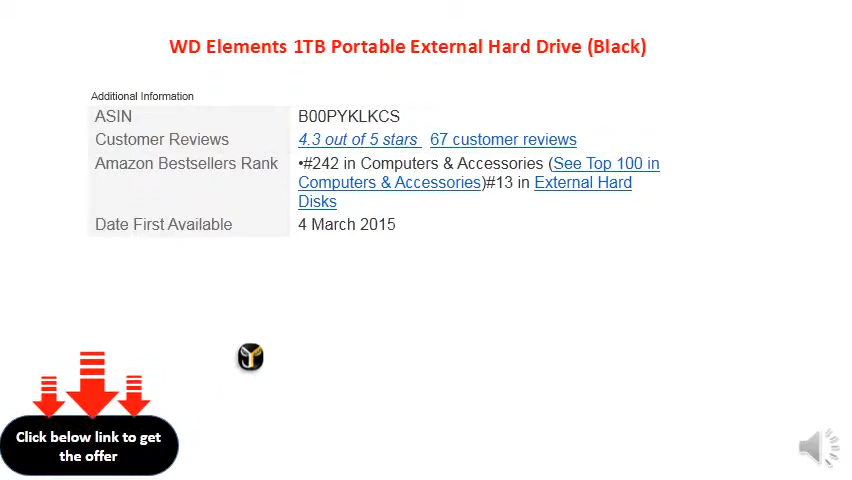 WD Elements 1TB Portable External Hard Drive (Black)
Additional Information
ASIN B00PYKLKCS
Customer Reviews 4.3 out of 5 stars 67 customer reviews
Amazon Bestsellers Rank •#242 in Computers & Accessories (See Top 100 in
Computers & Accessories)#13 in External Hard
Disks
Date First Available 4 March 2015
Click below link to get
the offer